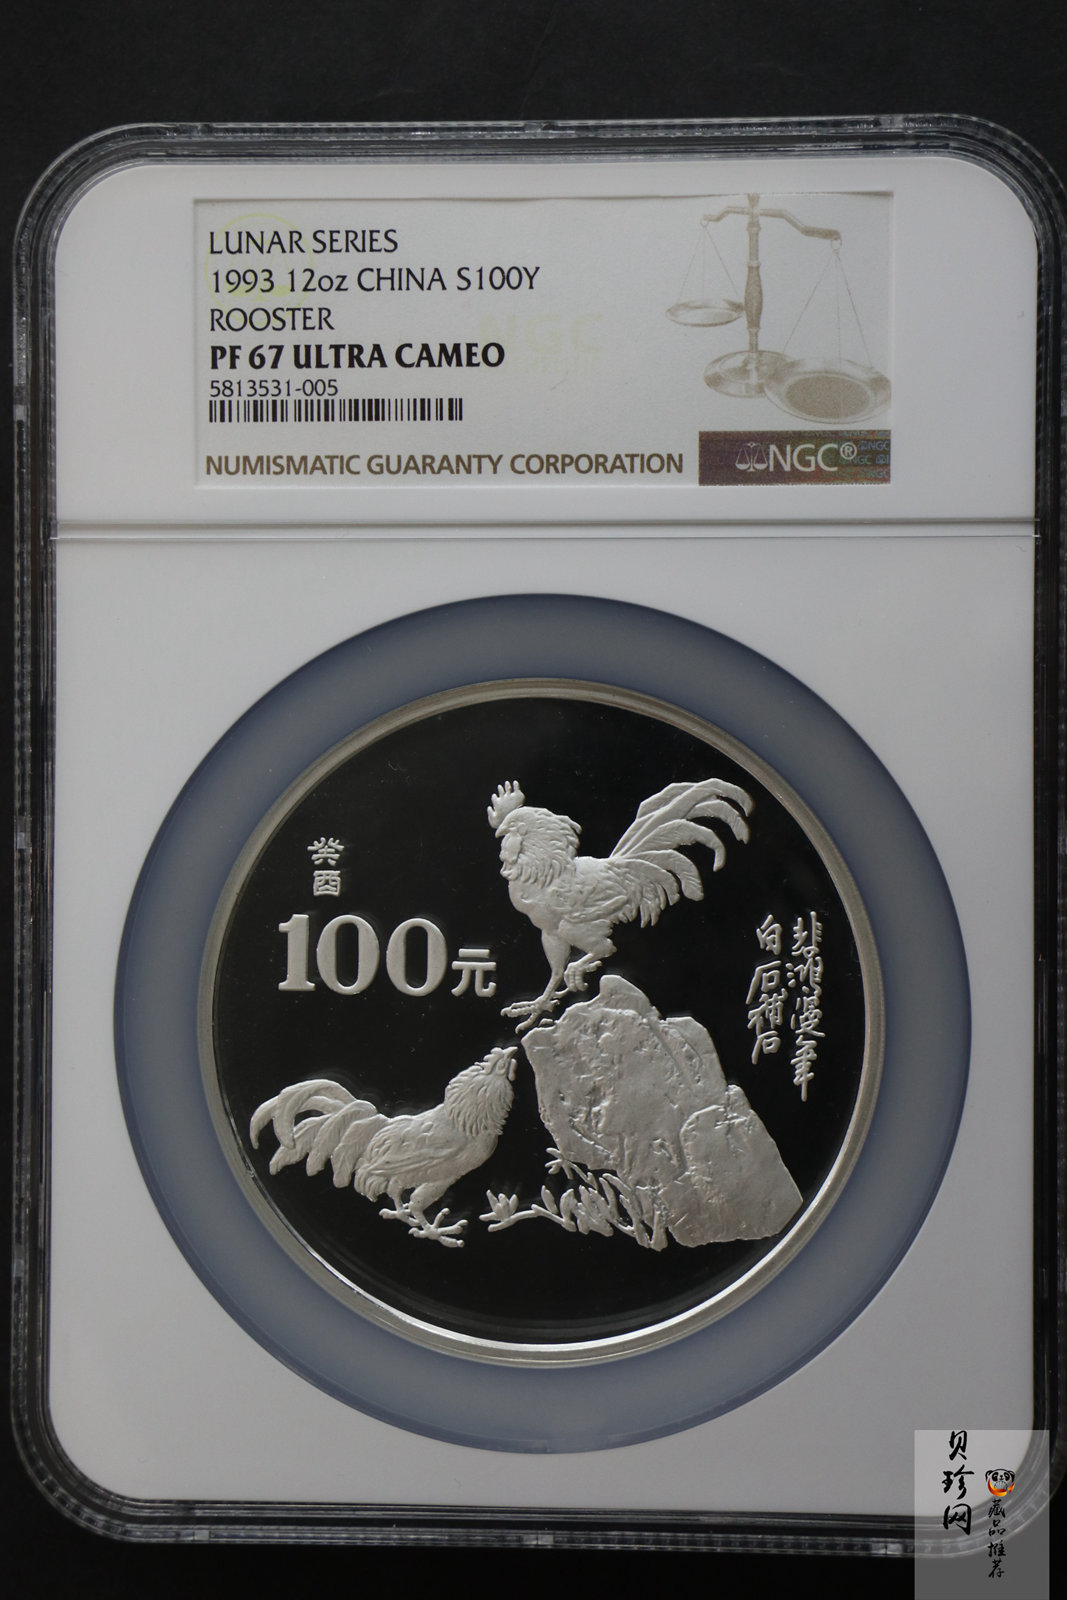 LUNAR SERIES
1993 12oz CHINA S100Y
ROOSTER
PF 67 ULTRA CAMEO
5813531-005
NUMISMATIC GUARANTY CORPORATION
NGC®
癸酉
100元
悲鸿漫笔
白石補石
贝珍网
藏品推荐